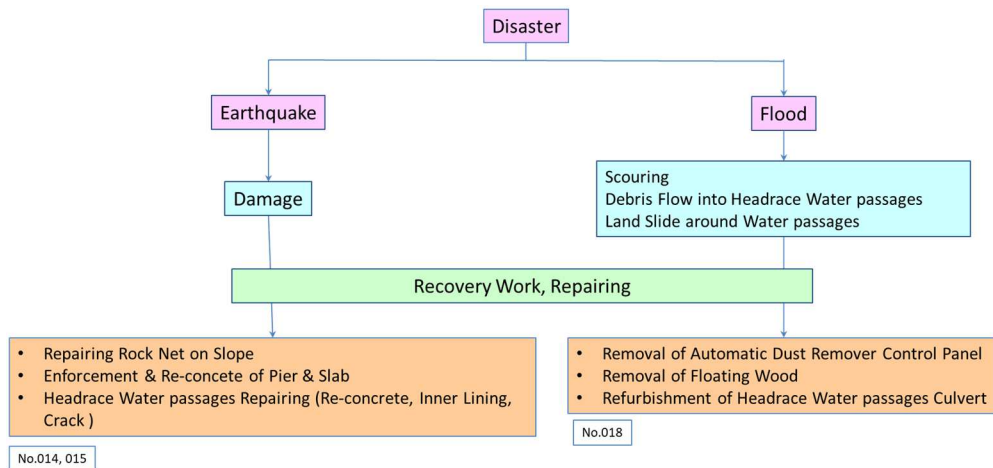 Disaster
Earthquake
Flood
Damage
Scouring
Debris Flow into Headrace Water passages
Land Slide around Water passages
Recovery Work, Repairing
• Repairing Rock Net on Slope
• Enforcement & Re-concete of Pier & Slab
• Headrace Water passages Repairing (Re-concrete, Inner Lining,
Crack )
No.014, 015
• Removal of Automatic Dust Remover Control Panel
• Removal of Floating Wood
• Refurbishment of Headrace Water passages Culvert
No.018